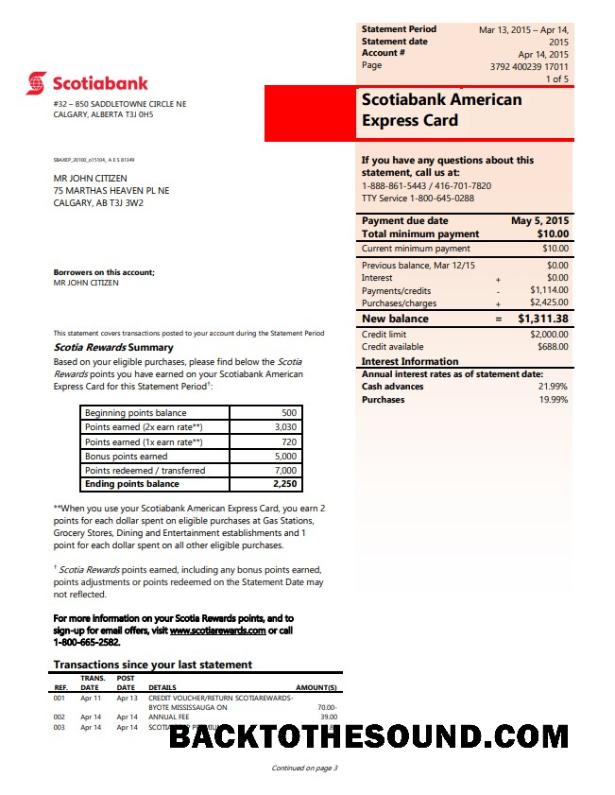 Statement Period Mar 13, 2015 – Apr 14,
Statement date 2015
Account # Apr 14, 2015
Page 3792 400239 17011
1 of 5
Scotiabank
#32 – 850 SADDLETOWNE CIRCLE NE
CALGARY, ALBERTA T3J 0H5
Scotiabank American
Express Card
MR JOHN CITIZEN
75 MARTHAS HEAVEN PL NE
CALGARY, AB T3J 3W2
If you have any questions about this
statement, call us at:
1-888-861-5443 / 416-701-7820
TTY Service 1-800-645-0288
Payment due date May 5, 2015
Total minimum payment $10.00
Current minimum payment $10.00
Previous balance, Mar 12/15 $0.00
Interest + $0.00
Payments/credits - $1,114.00
Purchases/charges + $2,425.00
New balance = $1,311.38
Credit limit $2,000.00
Credit available $688.00
Interest Information
Annual interest rates as of statement date:
Cash advances 21.99%
Purchases 19.99%
Borrowers on this account;
MR JOHN CITIZEN
This statement covers transactions posted to your account during the Statement Period
Scotia Rewards Summary
Based on your eligible purchases, please find below the Scotia
Rewards points you have earned on your Scotiabank American
Express Card for this Statement Period†:
Beginning points balance 500
Points earned (2x earn rate**) 3,030
Points earned (1x earn rate**) 720
Bonus points earned 5,000
Points redeemed / transferred 7,000
Ending points balance 2,250
**When you use your Scotiabank American Express Card, you earn 2
points for each dollar spent on eligible purchases at Gas Stations,
Grocery Stores, Dining and Entertainment establishments and 1
point for each dollar spent on all other eligible purchases.
† Scotia Rewards points earned, including any bonus points earned,
points adjustments or points redeemed on the Statement Date may
not reflected.
For more information on your Scotia Rewards points, and to
sign-up for email offers, visit www.scotiarewards.com or call
1-800-665-2582.
Transactions since your last statement
TRANS. POST
REF. DATE DATE DETAILS AMOUNT(S)
001 Apr 11 Apr 13 CREDIT VOUCHER/RETURN SCOTIAREWARDS-
BYOTE MISSISSAUGA ON 70.00-
002 Apr 14 Apr 14 ANNUAL FEE 39.00
003 Apr 14 Apr 14
BACKTOTHESOUND.COM
Continued on page 3